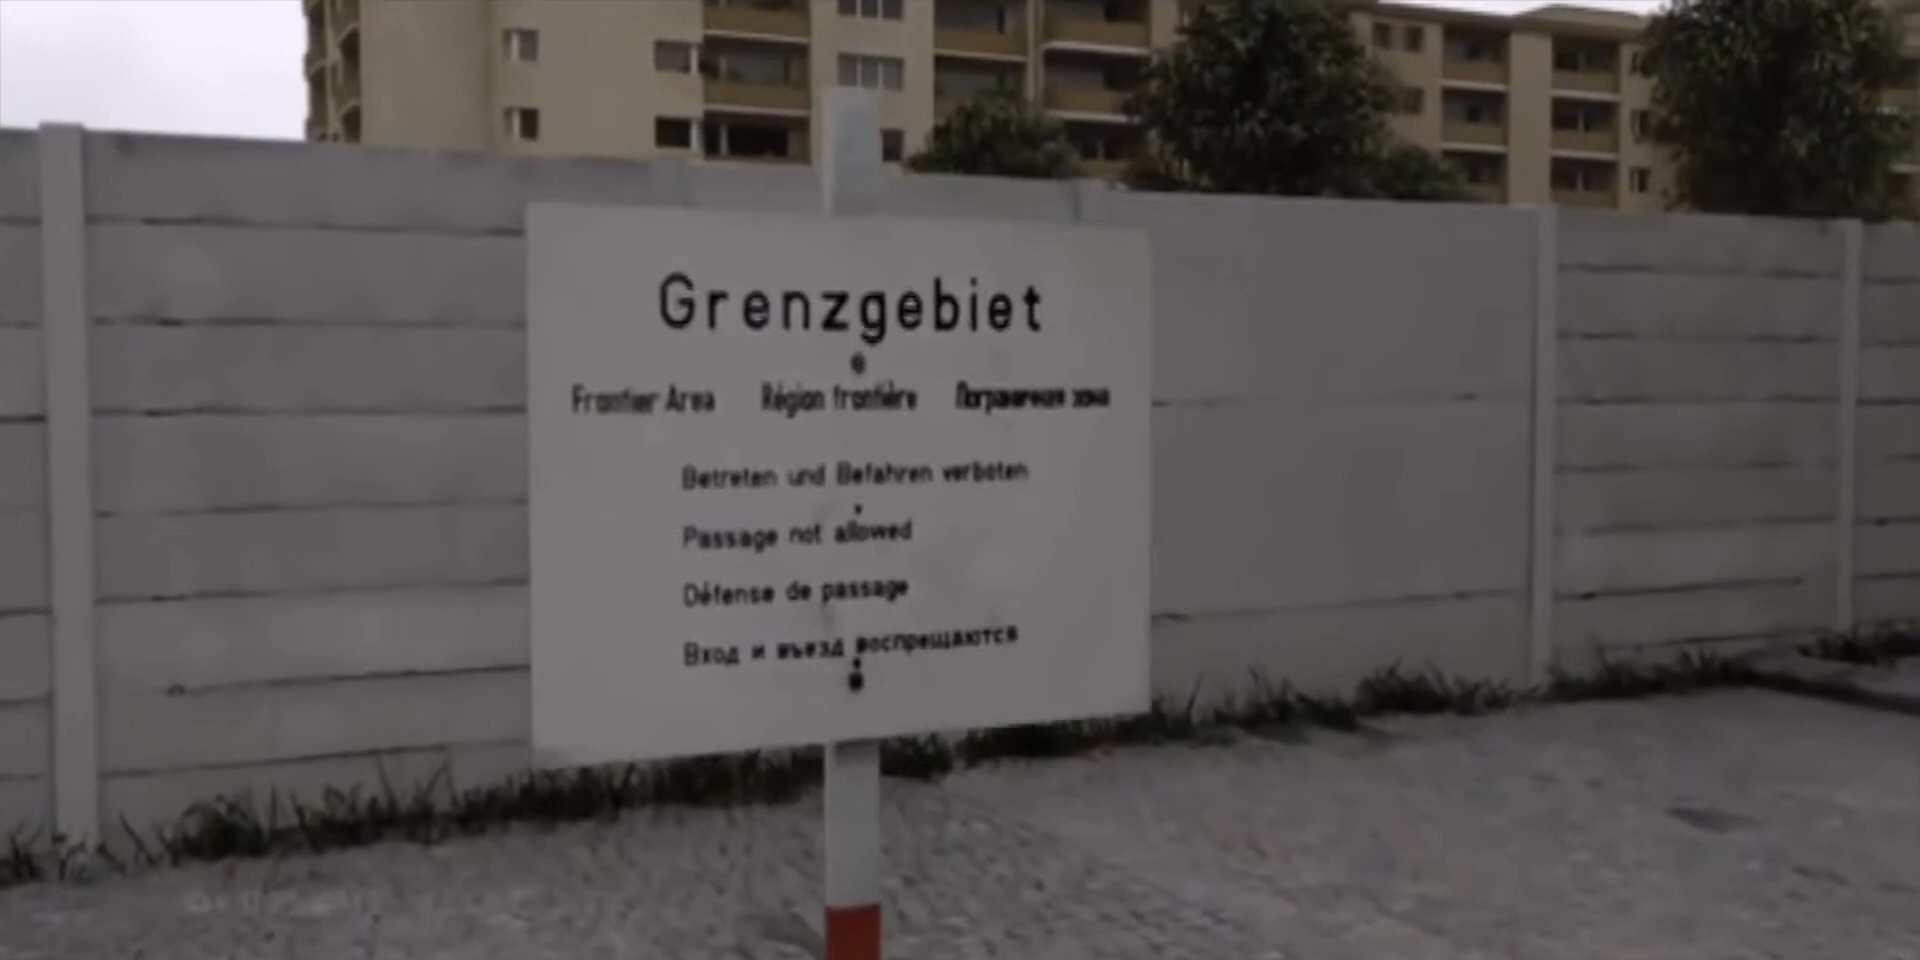 Grenzgebiet
Frontier Area Région frontière Пограничная зона
Betreten und Befahren verboten
Passage not allowed
Défense de passage
Вход и въезд воспрещаются